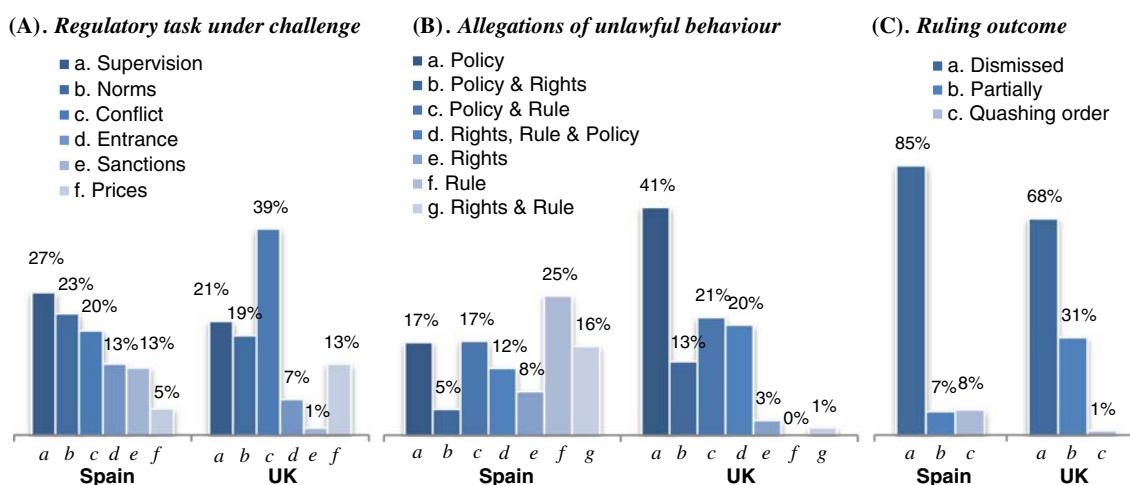 (A). Regulatory task under challenge
a. Supervision
b. Norms
c. Conflict
d. Entrance
e. Sanctions
f. Prices
27%
23%
20%
13%
13%
5%
21%
19%
39%
7%
1%
13%
a b c d e f
a b c d e f
Spain
UK
(B). Allegations of unlawful behaviour
a. Policy
b. Policy & Rights
c. Policy & Rule
d. Rights, Rule & Policy
e. Rights
f. Rule
g. Rights & Rule
17%
5%
17%
12%
8%
25%
16%
41%
13%
21%
20%
3%
0%
1%
a b c d e f g
a b c d e f g
Spain
UK
(C). Ruling outcome
a. Dismissed
b. Partially
c. Quashing order
85%
7%
8%
68%
31%
1%
a b c
a b c
Spain
UK